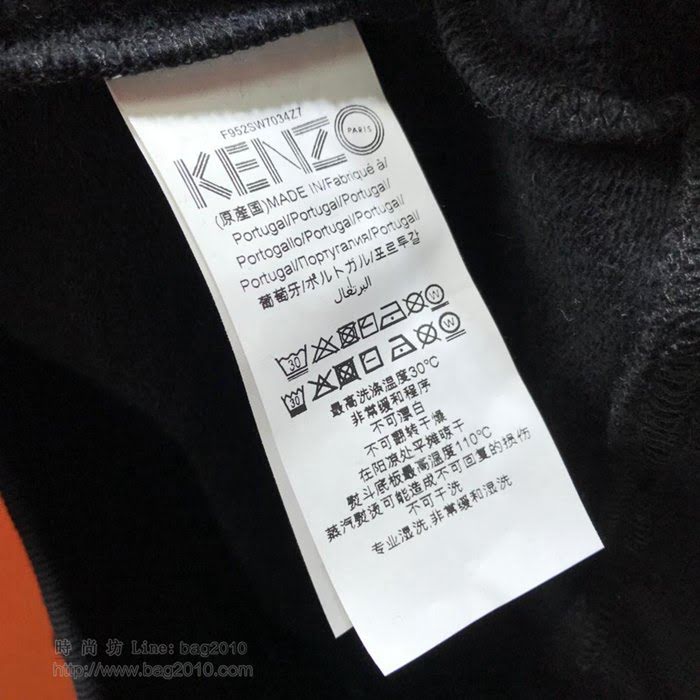 F952SW7034Z7
KENZO
PARIS
(原産国)MADE IN/Fabriqué à/
Portugal/Portugal/Portugal/
Portogallo/Portugal/Portugal/
Portugal/Португалия/Portugal/
葡萄牙/ポルトガル/포르투갈
البرتغال
30 W
30 W
最高洗涤温度30℃
非常缓和程序
不可漂白
不可翻转干燥
在阳凉处平摊晾干
熨斗底板最高温度110℃
蒸汽熨烫可能造成不可回复的损伤
不可干洗
专业湿洗 非常缓和湿洗
時尚坊 Line: bag2010
www.bag2010.com